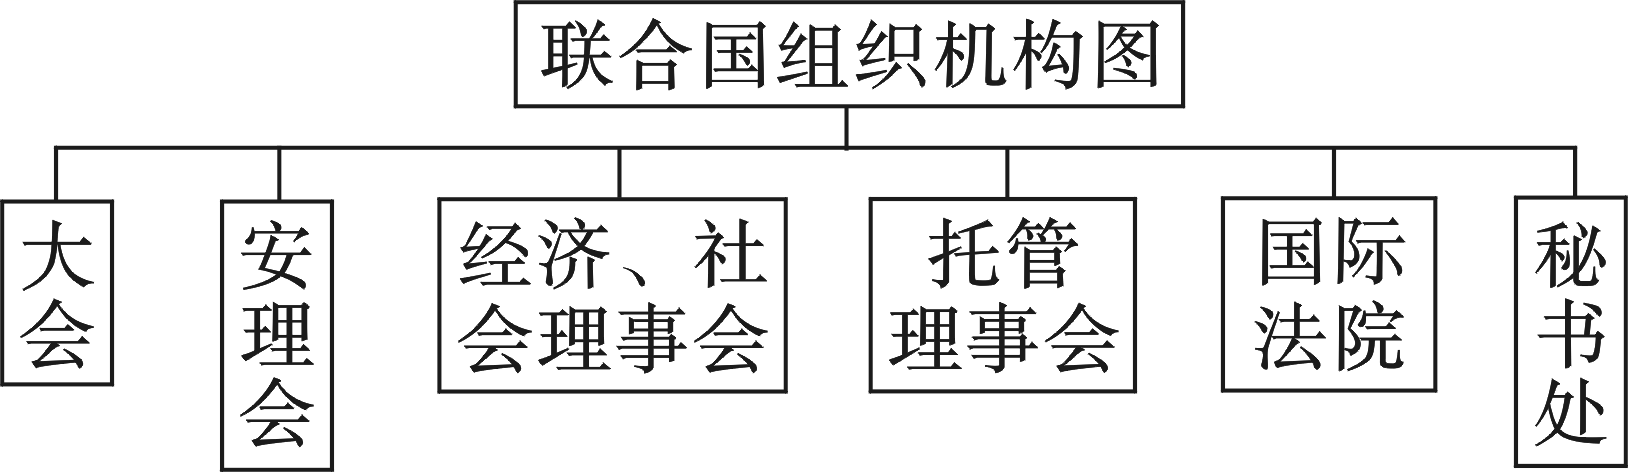 联合国组织机构图
大
会
安
理
会
经济、社
会理事会
托管
理事会
国际
法院
秘
书
处